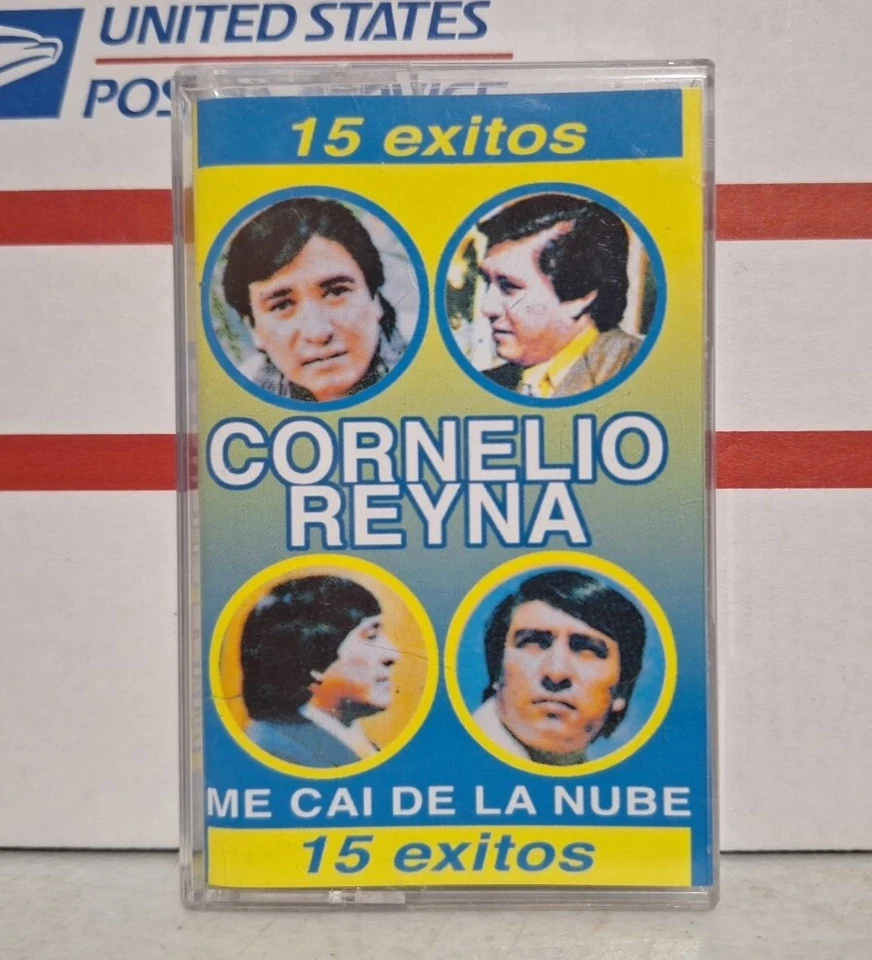 UNITED STATES
15 exitos
CORNELIO
REYNA
ME CAI DE LA NUBE
15 exitos